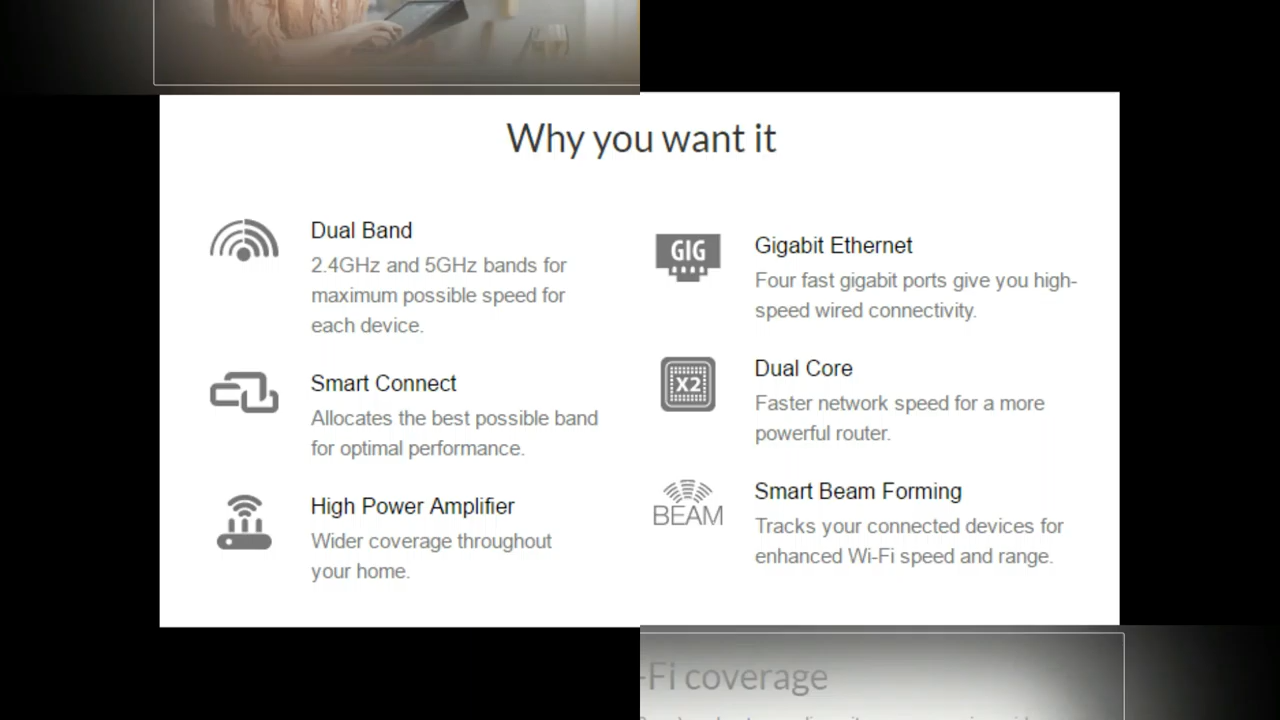 Why you want it
Dual Band
2.4GHz and 5GHz bands for
maximum possible speed for
each device.
Smart Connect
Allocates the best possible band
for optimal performance.
High Power Amplifier
Wider coverage throughout
your home.
GIG
Gigabit Ethernet
Four fast gigabit ports give you high-
speed wired connectivity.
X2
Dual Core
Faster network speed for a more
powerful router.
BEAM
Smart Beam Forming
Tracks your connected devices for
enhanced Wi-Fi speed and range.
-Fi coverage